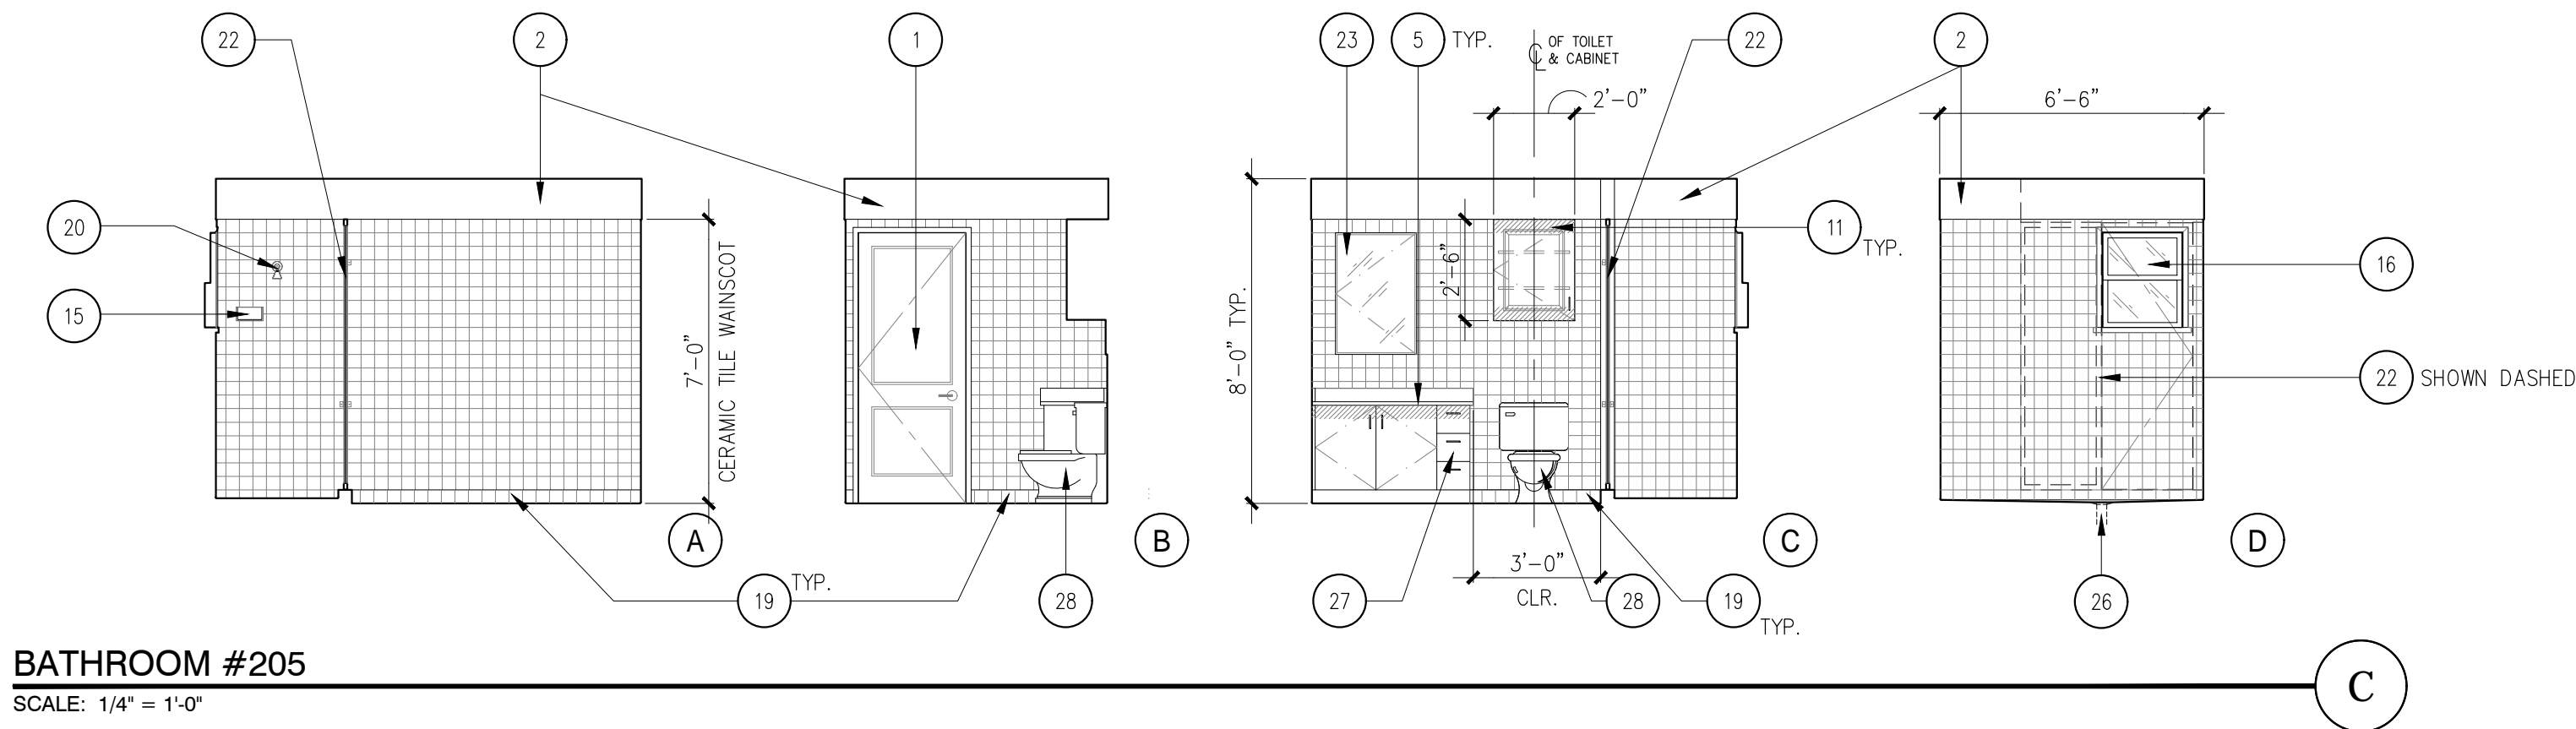 22
2
1
23
5 TYP.
℄ OF TOILET
& CABINET
22
2
2'-0"
6'-6"
20
15
7'-0"
CERAMIC TILE WAINSCOT
8'-0" TYP.
2'-6"
11
TYP.
16
22 SHOWN DASHED
A
B
C
D
19 TYP.
28
3'-0"
CLR.
27
28
19
TYP.
26
BATHROOM #205
SCALE: 1/4" = 1'-0"
C